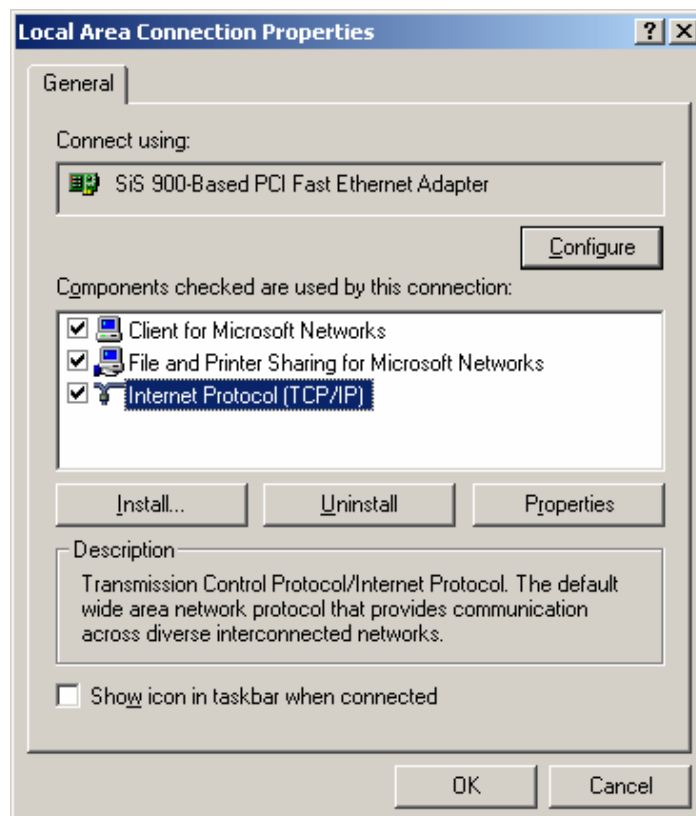 Local Area Connection Properties
General
Connect using:
SiS 900-Based PCI Fast Ethernet Adapter
Configure
Components checked are used by this connection:
Client for Microsoft Networks
File and Printer Sharing for Microsoft Networks
Internet Protocol (TCP/IP)
Install... Uninstall Properties
Description
Transmission Control Protocol/Internet Protocol. The default
wide area network protocol that provides communication
across diverse interconnected networks.
Show icon in taskbar when connected
OK Cancel